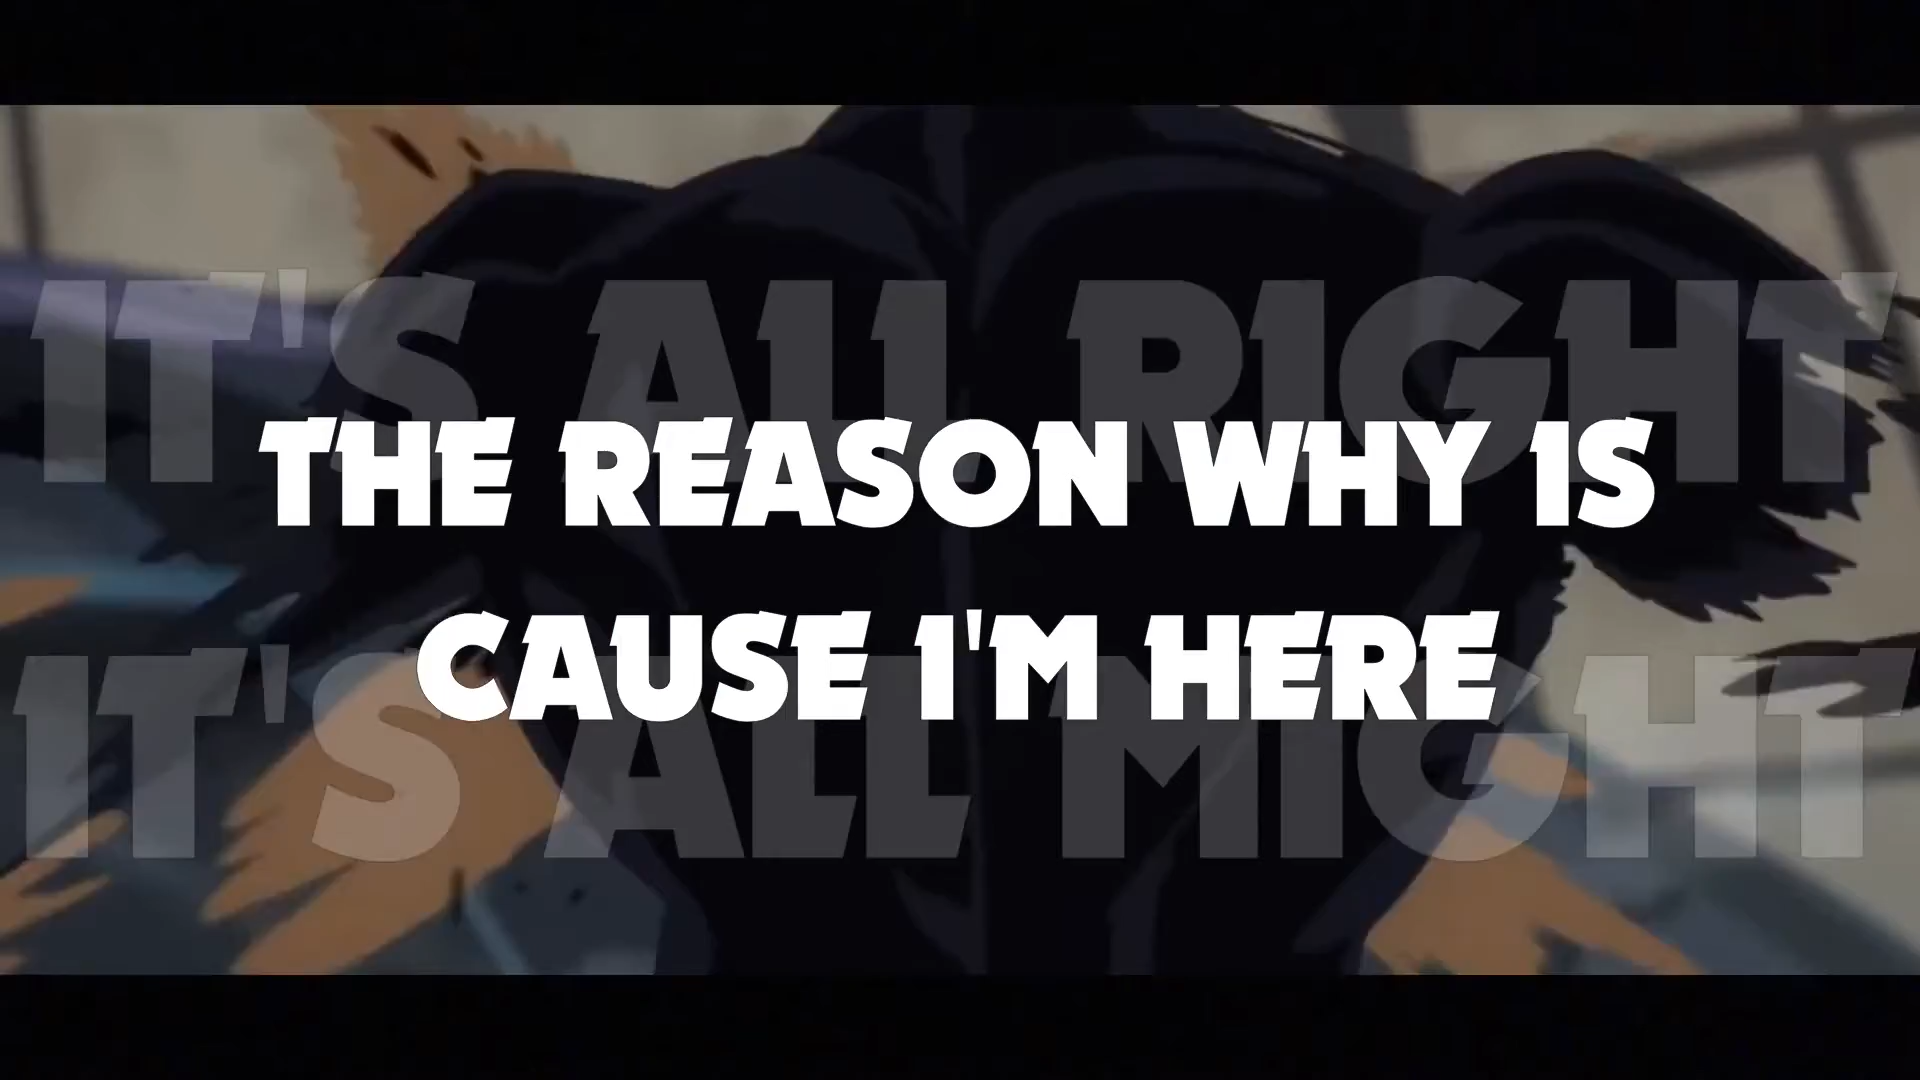 IT'S ALL RIGHT
THE REASON WHY IS
CAUSE I'M HERE
IT'S ALL MIGHT